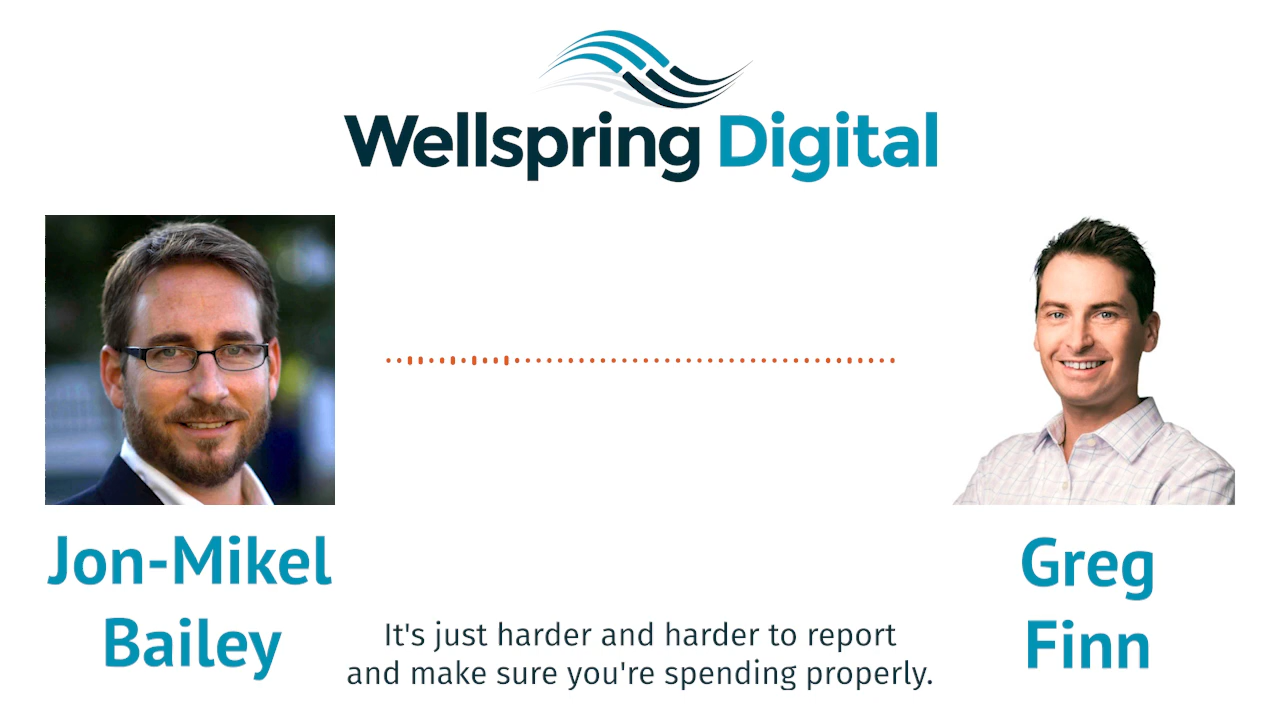 Wellspring Digital
Jon-Mikel
Bailey
Greg
Finn
It's just harder and harder to report
and make sure you're spending properly.